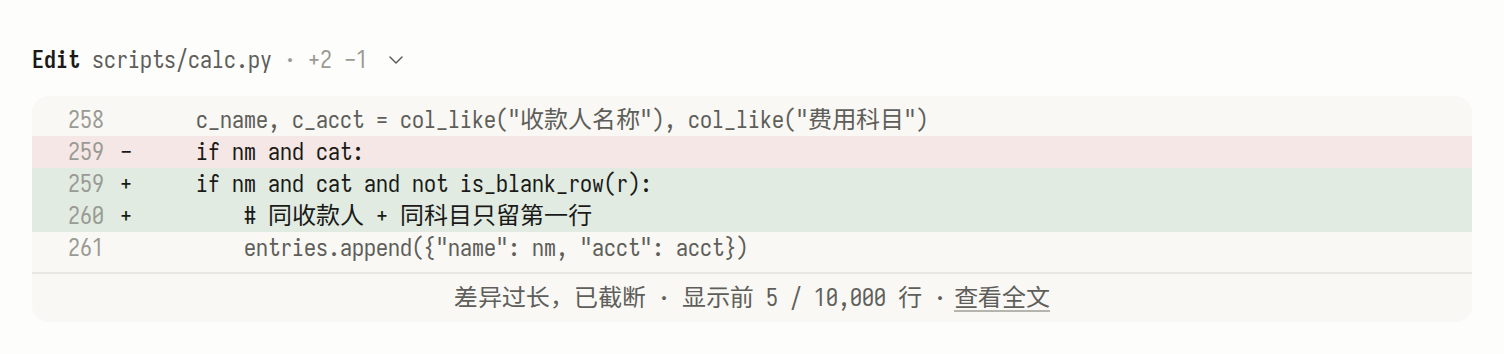 Edit scripts/calc.py · +2 -1
258 c_name, c_acct = col_like("收款人名称"), col_like("费用科目")
259 - if nm and cat:
259 + if nm and cat and not is_blank_row(r):
260 + # 同收款人 + 同科目只留第一行
261 entries.append({"name": nm, "acct": acct})
差异过长，已截断 · 显示前 5 / 10,000 行 · 查看全文